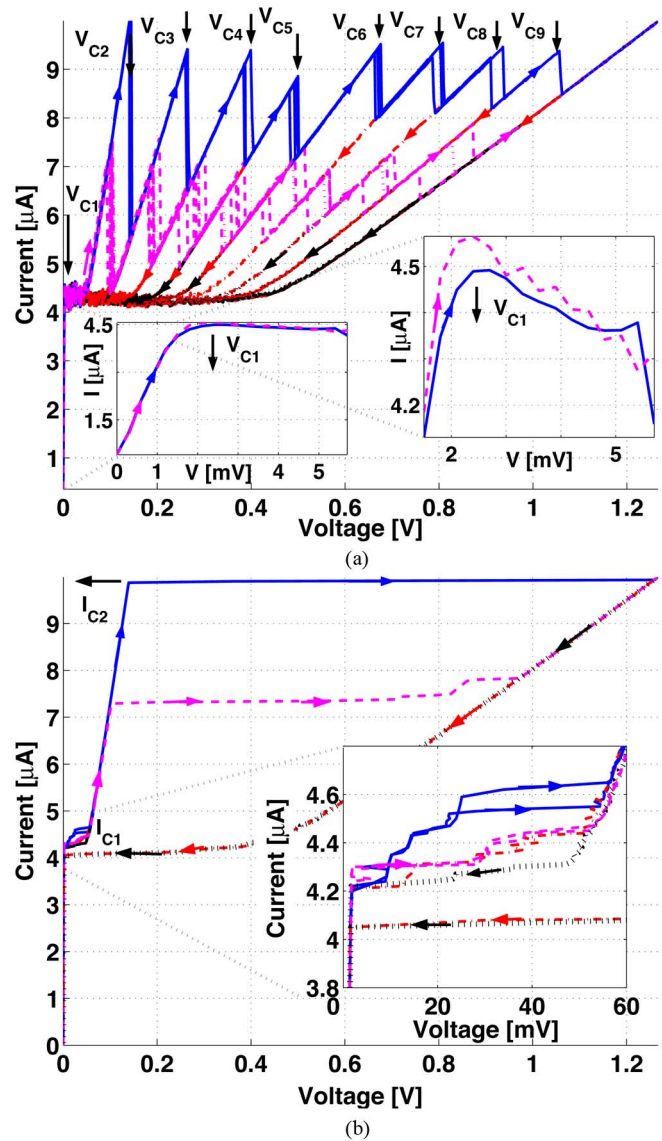 V_C2
V_C3
V_C4
V_C5
V_C6
V_C7
V_C8
V_C9
V_C1
9
8
7
6
5
4
3
2
1
Current [μA]
0
0.2
0.4
0.6
0.8
1
1.2
Voltage [V]
4.5
1.5
I [μA]
V_C1
0 1 2 3 4 5
V [mV]
4.5
4.2
I [μA]
V_C1
2
5
V [mV]
(a)
I_C2
I_C1
9
8
7
6
5
4
3
2
1
0
Current [μA]
0
0.2
0.4
0.6
0.8
1
1.2
Voltage [V]
4.6
4.4
4.2
4
3.8
Current [μA]
0
20
40
60
Voltage [mV]
(b)